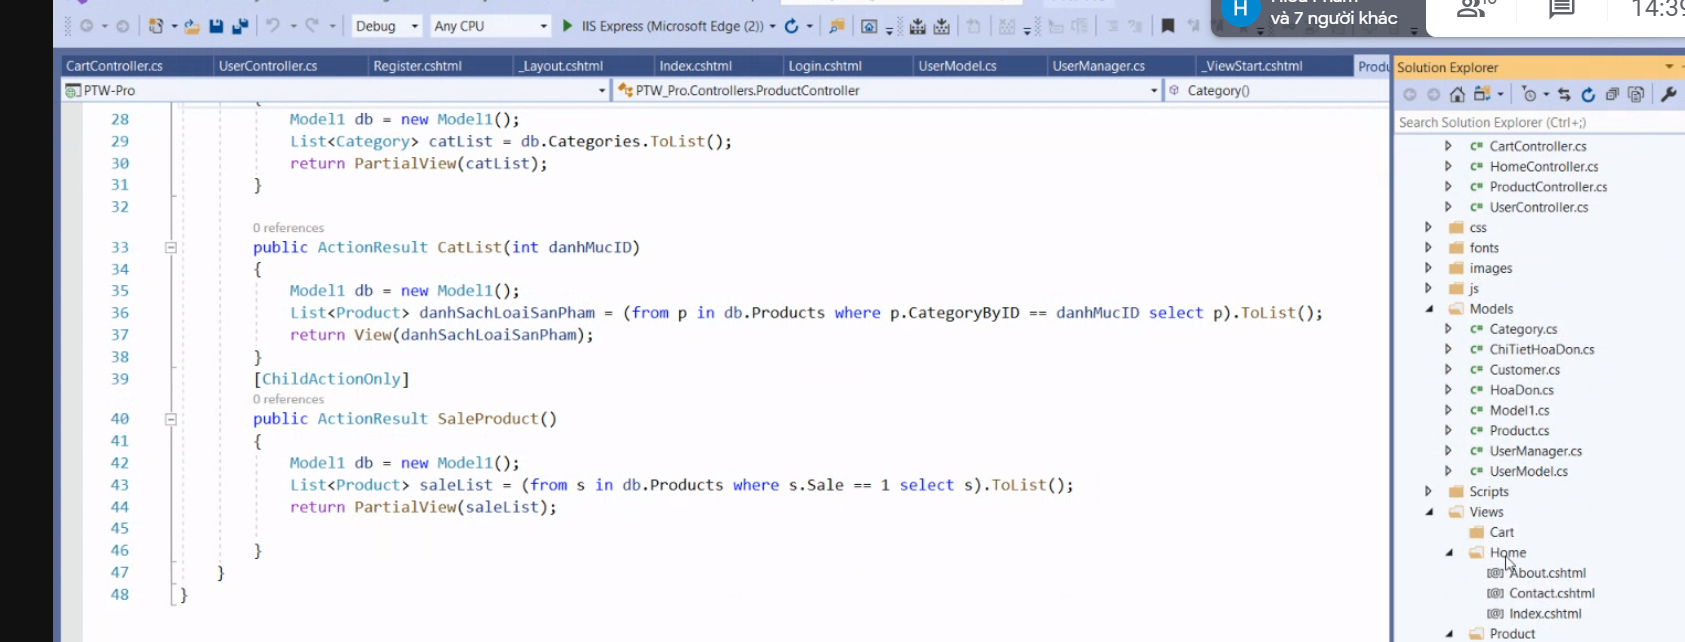 H
và 7 người khác
Debug
Any CPU
IIS Express (Microsoft Edge (2))
CartController.cs
UserController.cs
Register.cshtml
_Layout.cshtml
Index.cshtml
Login.cshtml
UserModel.cs
UserManager.cs
_ViewStart.cshtml
Produ
PTW-Pro
PTW_Pro.Controllers.ProductController
Category()
28 Model1 db = new Model1();
29 List<Category> catList = db.Categories.ToList();
30 return PartialView(catList);
31 }
32
0 references
33 public ActionResult CatList(int danhMucID)
34 {
35 Model1 db = new Model1();
36 List<Product> danhSachLoaiSanPham = (from p in db.Products where p.CategoryByID == danhMucID select p).ToList();
37 return View(danhSachLoaiSanPham);
38 }
39 [ChildActionOnly]
0 references
40 public ActionResult SaleProduct()
41 {
42 Model1 db = new Model1();
43 List<Product> saleList = (from s in db.Products where s.Sale == 1 select s).ToList();
44 return PartialView(saleList);
45
46 }
47 }
48 }
Solution Explorer
Search Solution Explorer (Ctrl+;)
C# CartController.cs
C# HomeController.cs
C# ProductController.cs
C# UserController.cs
css
fonts
images
js
Models
C# Category.cs
C# ChiTietHoaDon.cs
C# Customer.cs
C# HoaDon.cs
C# Model1.cs
C# Product.cs
C# UserManager.cs
C# UserModel.cs
Scripts
Views
Cart
Home
[@] About.cshtml
[@] Contact.cshtml
[@] Index.cshtml
Product